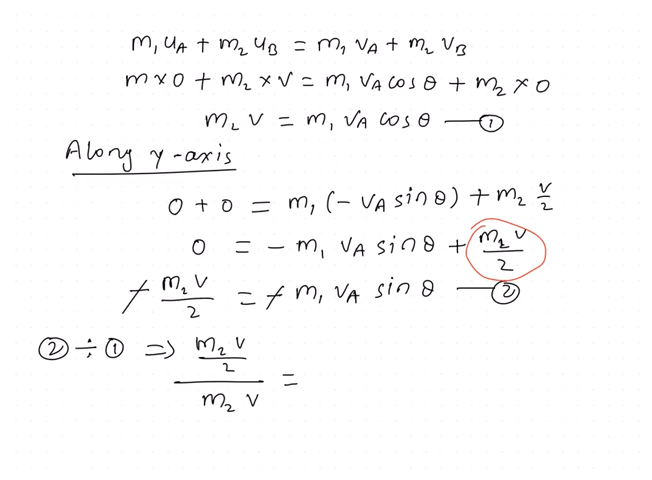 m₁ u_A + m₂ u_B = m₁ v_A + m₂ v_B
m × 0 + m₂ × v = m₁ v_A cos θ + m₂ × 0
m₂ v = m₁ v_A cos θ — ①
Along y-axis
0 + 0 = m₁ (- v_A sin θ) + m₂ v/2
0 = - m₁ v_A sin θ + m₂ v/2
- m₂ v/2 = - m₁ v_A sin θ — ②
② ÷ ① ⇒ (m₂ v/2)/(m₂ v) =